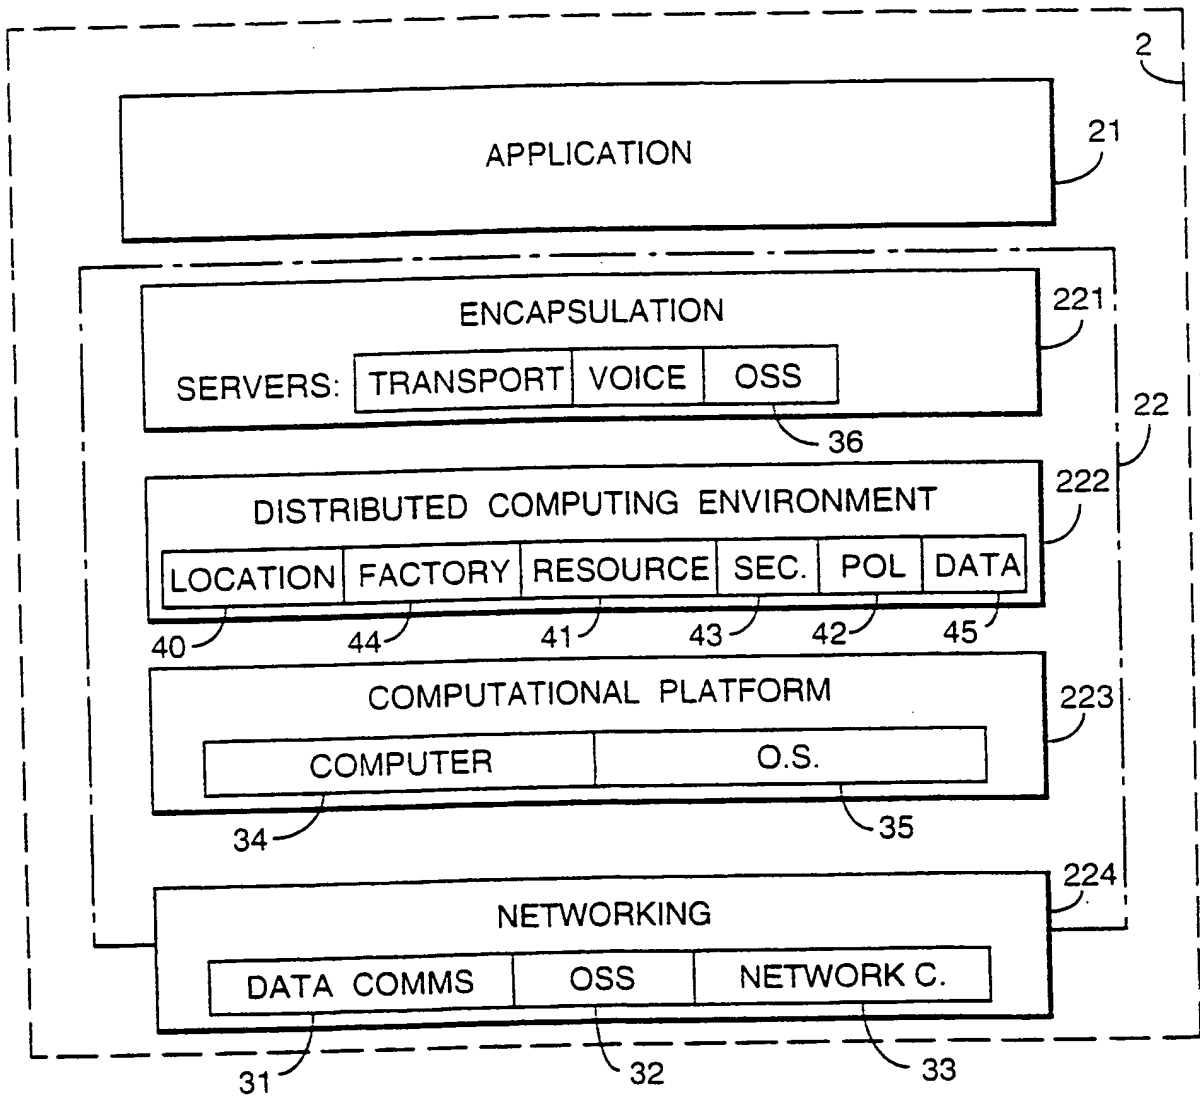 2
APPLICATION
21
ENCAPSULATION
221
SERVERS: TRANSPORT VOICE OSS
36
22
DISTRIBUTED COMPUTING ENVIRONMENT
222
LOCATION FACTORY RESOURCE SEC. POL DATA
40 44 41 43 42 45
COMPUTATIONAL PLATFORM
223
COMPUTER O.S.
34 35
NETWORKING
224
DATA COMMS OSS NETWORK C.
31 32 33